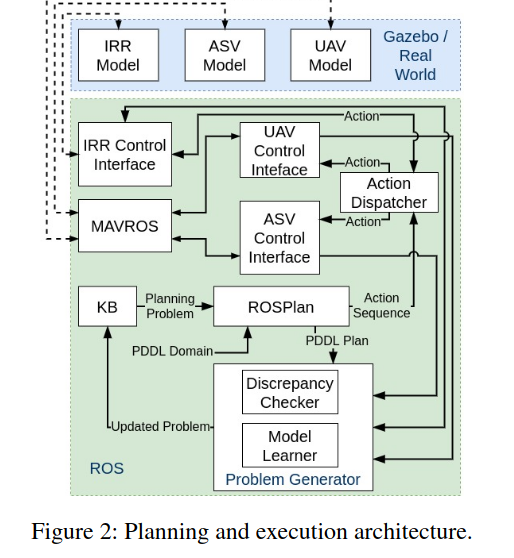 IRR
Model
ASV
Model
UAV
Model
Gazebo /
Real
World
IRR Control
Interface
Action
UAV
Control
Inteface
Action
Action
Dispatcher
MAVROS
Action
ASV
Control
Interface
KB
Planning
Problem
ROSPlan
Action
Sequence
PDDL Domain
PDDL Plan
Discrepancy
Checker
Updated Problem
Model
Learner
ROS
Problem Generator
Figure 2: Planning and execution architecture.